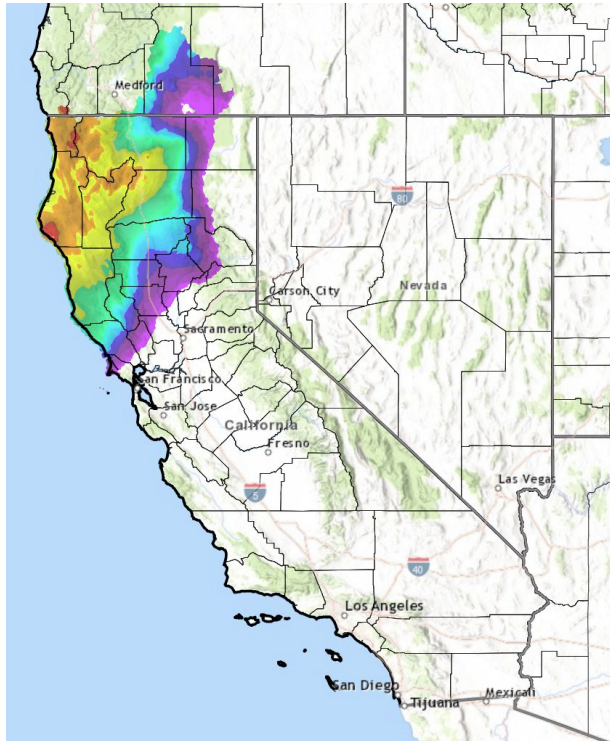 Medford
80
Nevada
Carson City
Sacramento
San Francisco
San Jose
California
Fresno
5
Las Vegas
40
Los Angeles
San Diego
Tijuana
Mexicali